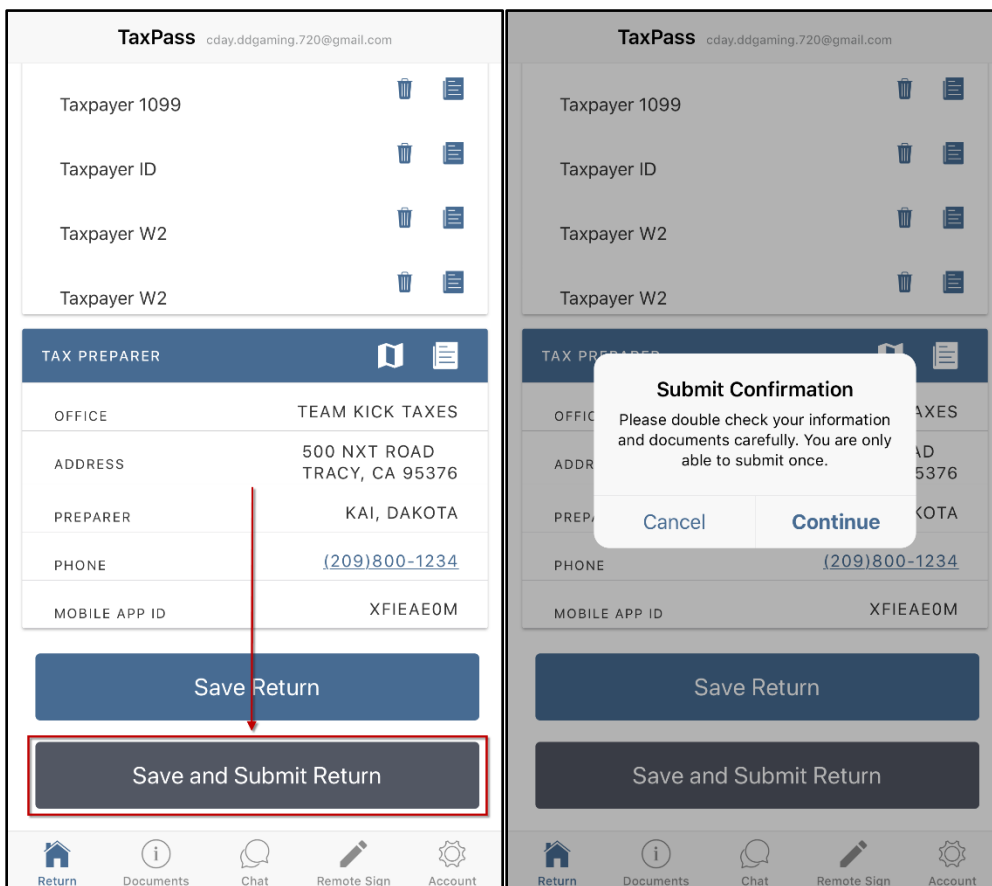 TaxPass cday.ddgaming.720@gmail.com
Taxpayer 1099
Taxpayer ID
Taxpayer W2
Taxpayer W2
TAX PREPARER
OFFICE TEAM KICK TAXES
ADDRESS 500 NXT ROAD
TRACY, CA 95376
PREPARER KAI, DAKOTA
PHONE (209)800-1234
MOBILE APP ID XFIEAE0M
Save Return
Save and Submit Return
Return Documents Chat Remote Sign Account
TaxPass cday.ddgaming.720@gmail.com
Taxpayer 1099
Taxpayer ID
Taxpayer W2
Taxpayer W2
TAX PREPARER
Submit Confirmation
Please double check your information
and documents carefully. You are only
able to submit once.
Cancel Continue
PHONE (209)800-1234
MOBILE APP ID XFIEAE0M
Save Return
Save and Submit Return
Return Documents Chat Remote Sign Account